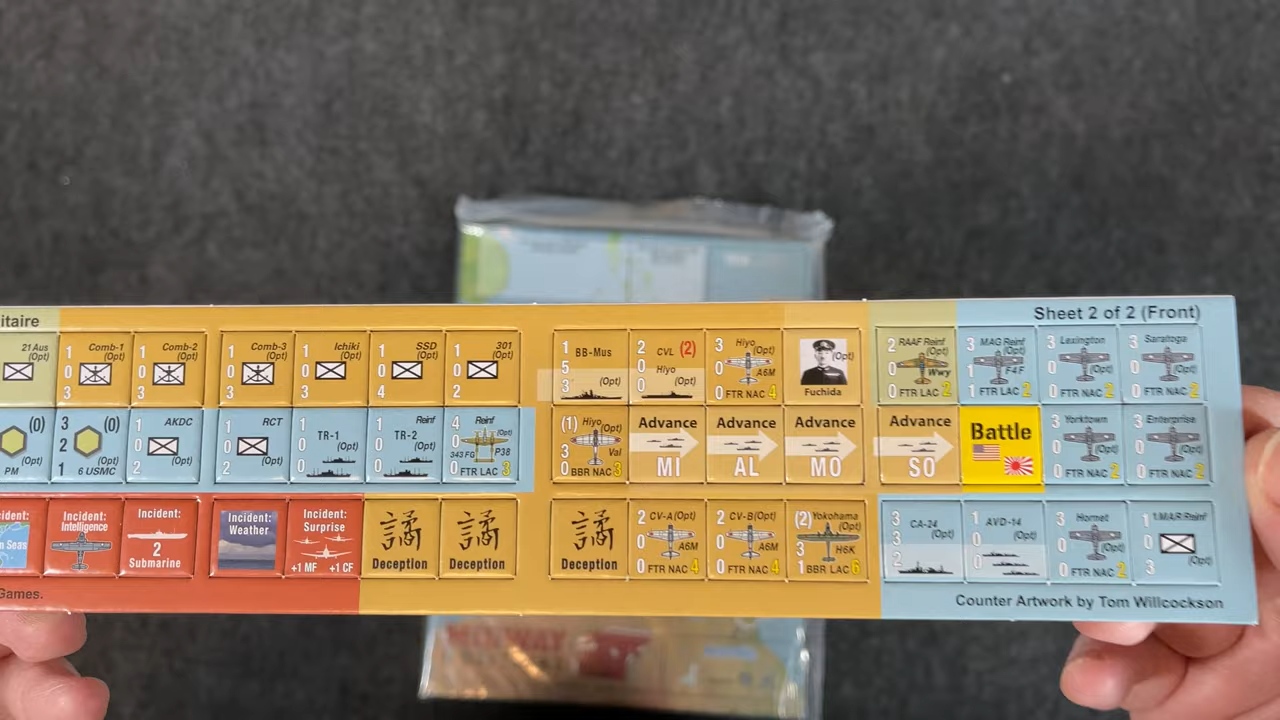 litaire
Sheet 2 of 2 (Front)
21 Aus
(Opt)
1 Comb-1
(Opt)
0
3
1 Comb-2
(Opt)
0
3
1 Comb-3
(Opt)
0
3
1 Ichiki
(Opt)
0
3
1 SSD
(Opt)
0
4
1 301
(Opt)
0
2
1 BB-Mus
5
3 (Opt)
2 CVL (2)
0 Hiyo
0 (Opt)
3 Hiyo
(Opt)
0 A6M
0 FTR NAC 4
(Opt)
Fuchida
2 RAAF Reinf
(Opt)
0 Wwy
0 FTR LAC 2
3 MAG Reinf
(Opt)
1 F4F
0 FTR LAC 2
3 Lexington
0 (Opt)
0 FTR NAC 2
3 Saratoga
0 (Opt)
0 FTR NAC 2
(0)
(Opt)
PM
3 (0)
2 (Opt)
1 6 USMC
1 AKDC
0 (Opt)
2
1 RCT
0 (Opt)
2
1 TR-1
0 (Opt)
0
1 Reinf
0 TR-2 (Opt)
0
4 Reinf
(Opt)
0 343 FG P38
0 FTR LAC 3
(1) Hiyo
(Opt)
3 Val
0 BBR NAC 3
Advance
MI
Advance
AL
Advance
MO
Advance
SO
Battle
3 Yorktown
0 (Opt)
0 FTR NAC 2
3 Enterprise
0 (Opt)
0 FTR NAC 2
Incident:
Intelligence
Incident:
2
Submarine
Incident:
Weather
Incident:
Surprise
+1 MF +1 CF
譎
Deception
譎
Deception
譎
Deception
2 CV-A (Opt)
0 A6M
0 FTR NAC 4
2 CV-B (Opt)
0 A6M
0 FTR NAC 4
(2) Yokohama
(Opt)
3 H6K
1 BBR LAC 6
3 CA-24
3 (Opt)
2
1 AVD-14
0 (Opt)
0
3 Hornet
0 (Opt)
0 FTR NAC 2
1 1 MAR Reinf
0 (Opt)
3
Games.
Counter Artwork by Tom Willcockson